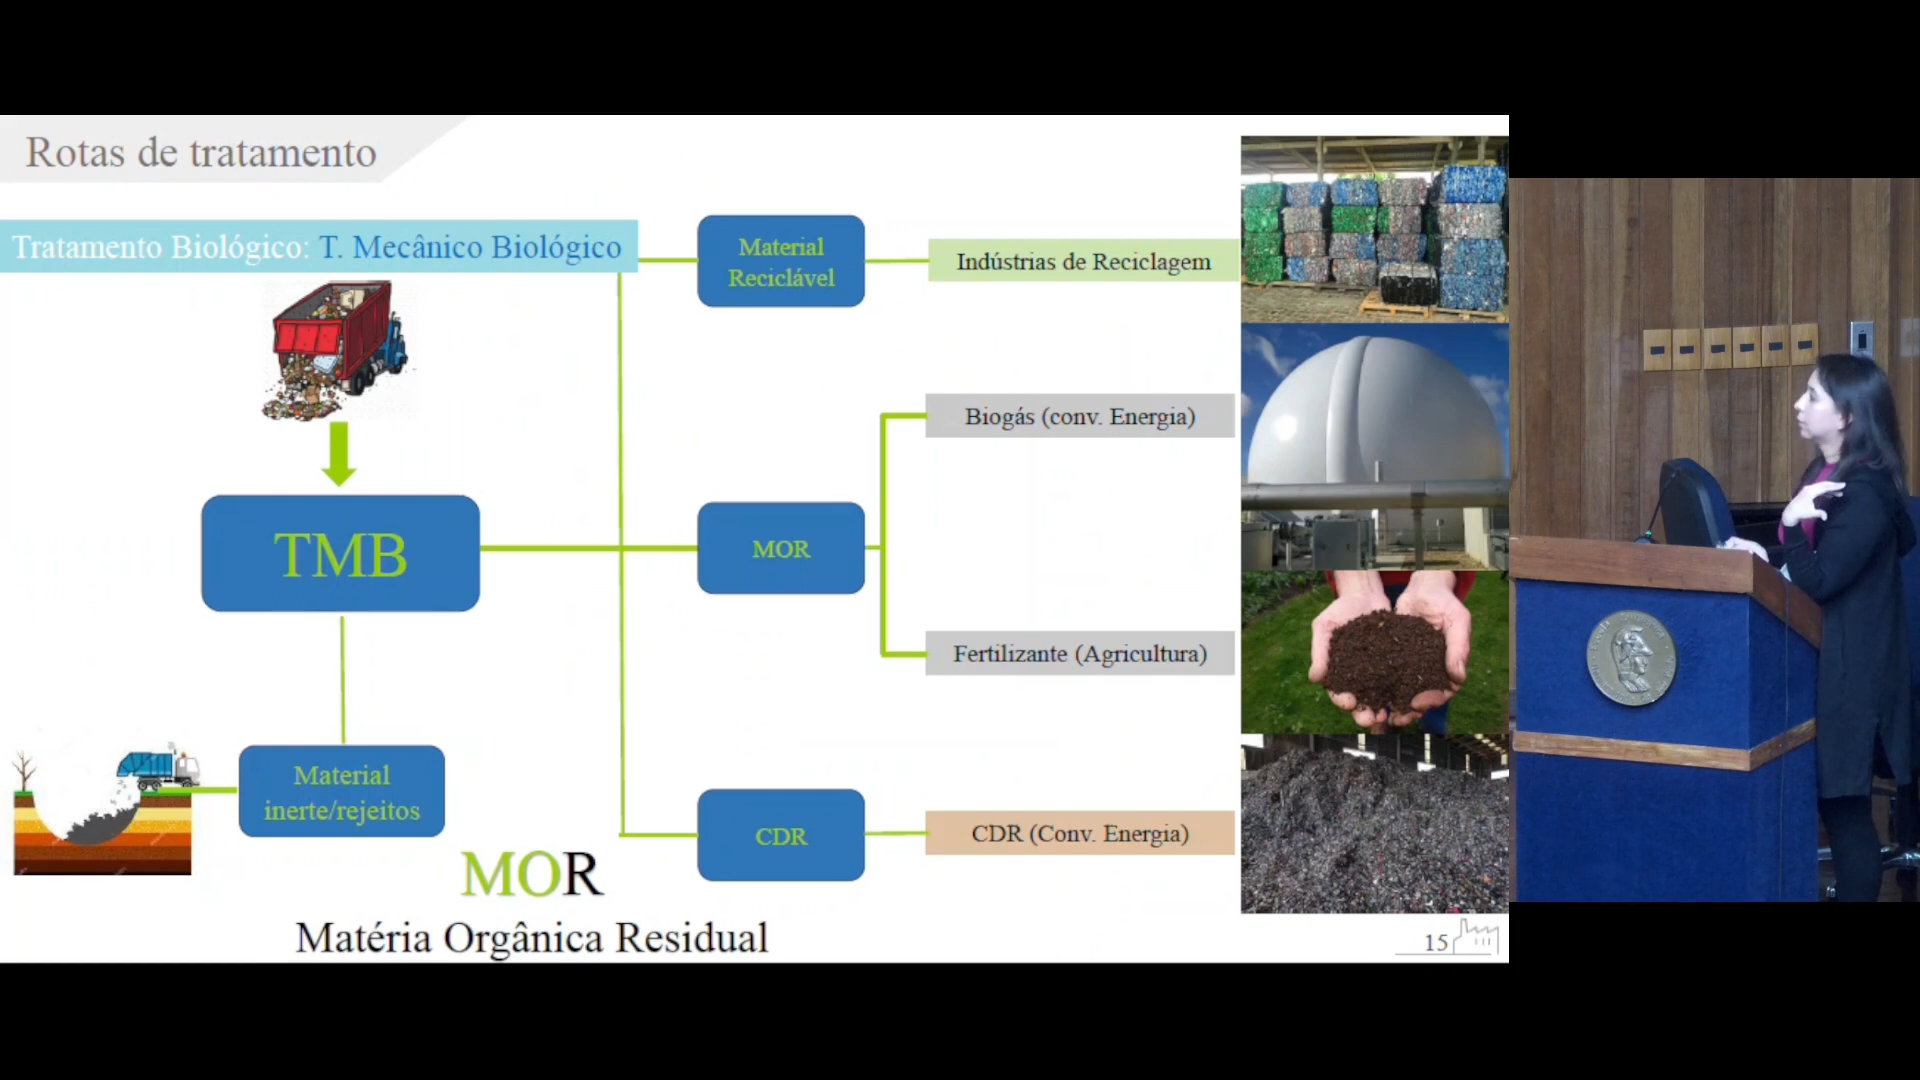 Rotas de tratamento
Tratamento Biológico: T. Mecânico Biológico
Material
Reciclável
Indústrias de Reciclagem
Biogás (conv. Energia)
TMB
MOR
Fertilizante (Agricultura)
Material
inerte/rejeitos
CDR
CDR (Conv. Energia)
MOR
Matéria Orgânica Residual
15